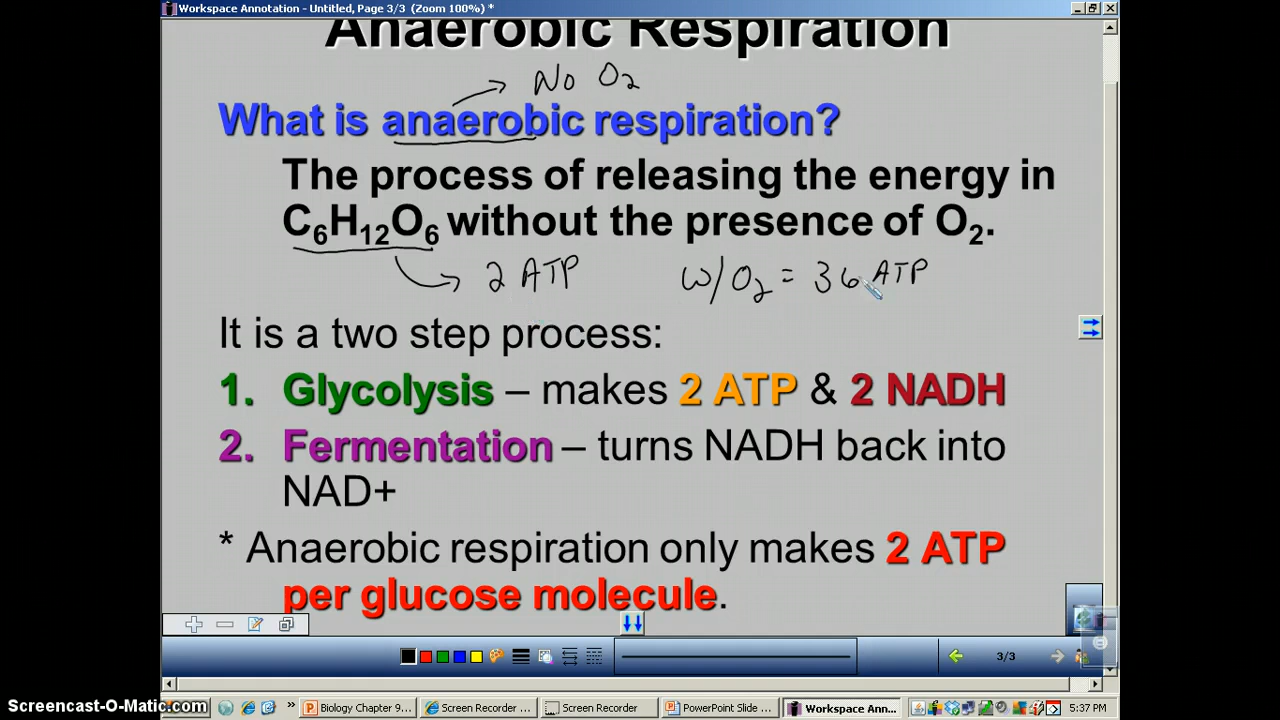 Workspace Annotation - Untitled, Page 3/3 (Zoom 100%) *
Anaerobic Respiration
No O2
What is anaerobic respiration?
The process of releasing the energy in
C6H12O6 without the presence of O2.
2 ATP w/O2 = 36 ATP
It is a two step process:
1. Glycolysis – makes 2 ATP & 2 NADH
2. Fermentation – turns NADH back into
NAD+
* Anaerobic respiration only makes 2 ATP
per glucose molecule.
3/3
Screencast-O-Matic.com
» Biology Chapter 9... Screen Recorder ... Screen Recorder PowerPoint Slide ... Workspace Ann... 5:37 PM